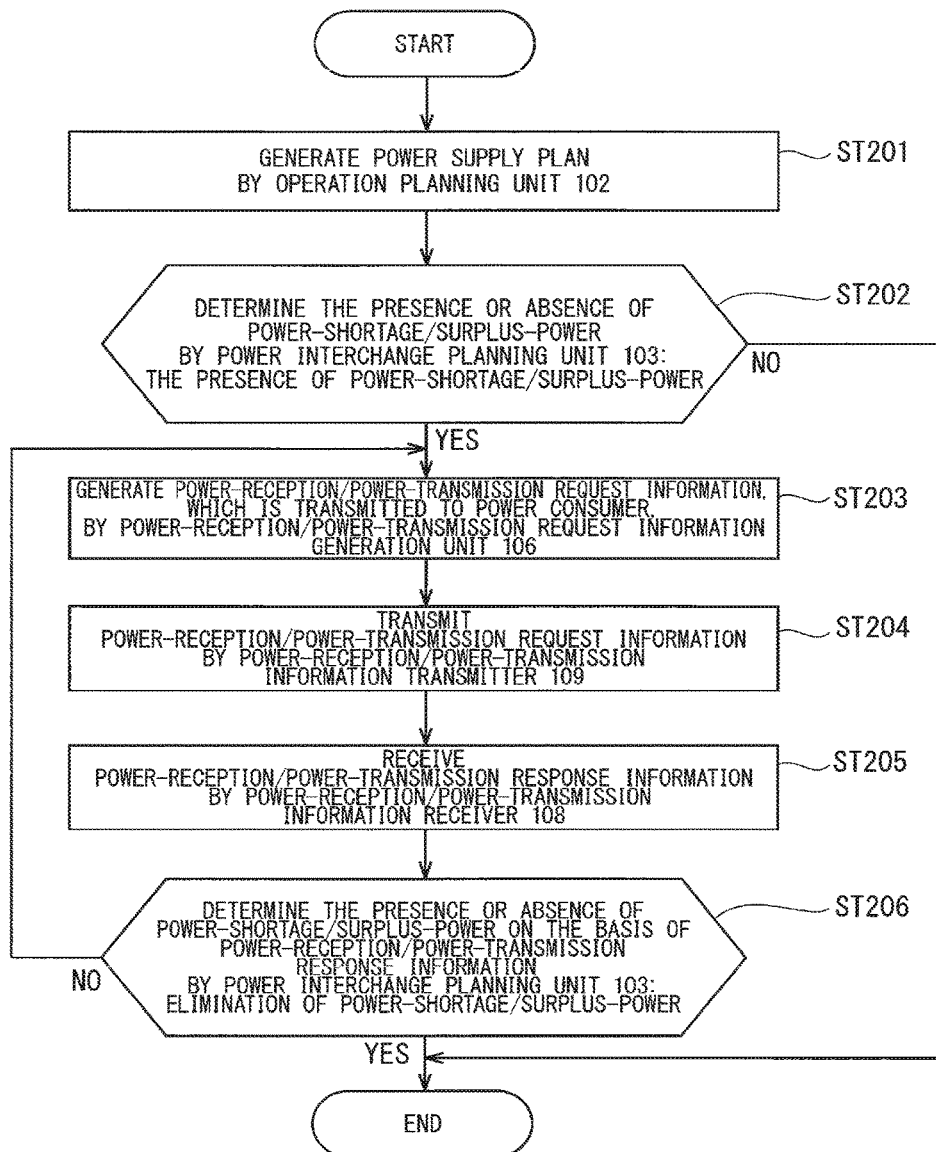 START
GENERATE POWER SUPPLY PLAN
BY OPERATION PLANNING UNIT 102
ST201
DETERMINE THE PRESENCE OR ABSENCE OF
POWER-SHORTAGE/SURPLUS-POWER
BY POWER INTERCHANGE PLANNING UNIT 103:
THE PRESENCE OF POWER-SHORTAGE/SURPLUS-POWER
ST202
NO
YES
GENERATE POWER-RECEPTION/POWER-TRANSMISSION REQUEST INFORMATION,
WHICH IS TRANSMITTED TO POWER CONSUMER,
BY POWER-RECEPTION/POWER-TRANSMISSION REQUEST INFORMATION
GENERATION UNIT 106
ST203
TRANSMIT
POWER-RECEPTION/POWER-TRANSMISSION REQUEST INFORMATION
BY POWER-RECEPTION/POWER-TRANSMISSION
INFORMATION TRANSMITTER 109
ST204
RECEIVE
POWER-RECEPTION/POWER-TRANSMISSION RESPONSE INFORMATION
BY POWER-RECEPTION/POWER-TRANSMISSION
INFORMATION RECEIVER 108
ST205
DETERMINE THE PRESENCE OR ABSENCE OF
POWER-SHORTAGE/SURPLUS-POWER ON THE BASIS OF
POWER-RECEPTION/POWER-TRANSMISSION
RESPONSE INFORMATION
BY POWER INTERCHANGE PLANNING UNIT 103:
ELIMINATION OF POWER-SHORTAGE/SURPLUS-POWER
ST206
NO
YES
END